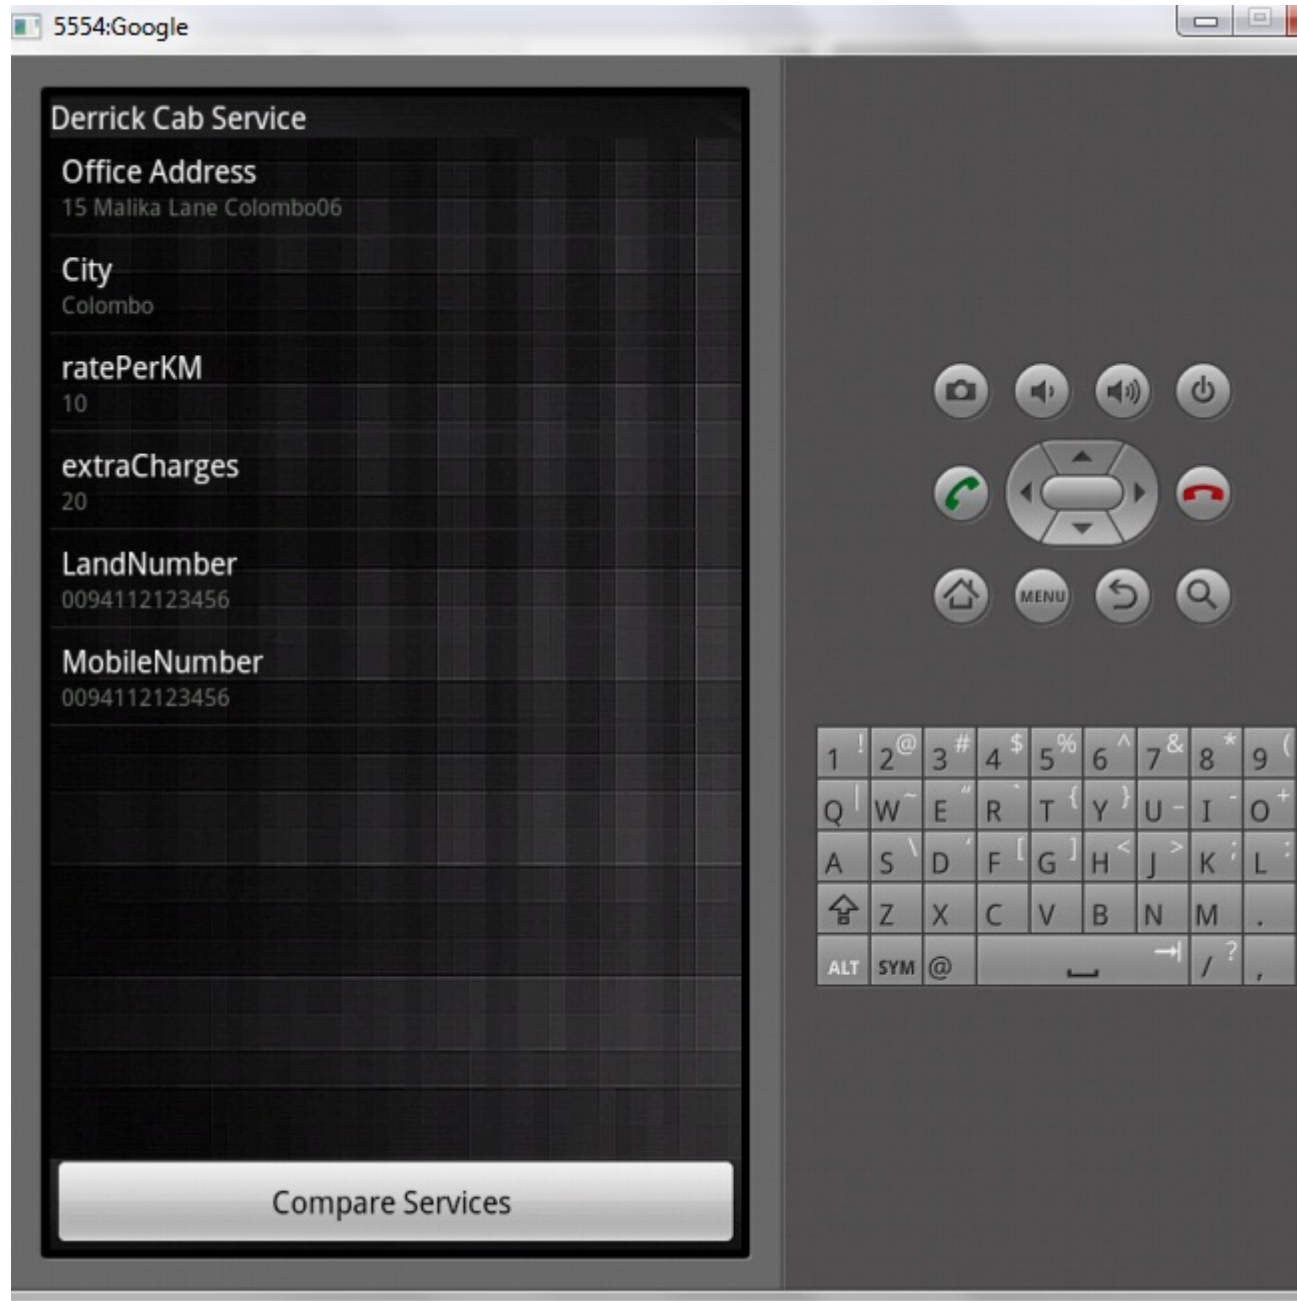 5554:Google
Derrick Cab Service
Office Address
15 Malika Lane Colombo06
City
Colombo
ratePerKM
10
extraCharges
20
LandNumber
0094112123456
MobileNumber
0094112123456
Compare Services
MENU
1 ! 2 @ 3 # 4 $ 5 % 6 ^ 7 & 8 * 9 (
Q | W ~ E " R ` T { Y } U _ I - O +
A S \ D ' F [ G ] H < J > K ; L :
Z X C V B N M .
ALT SYM @ / ? ,